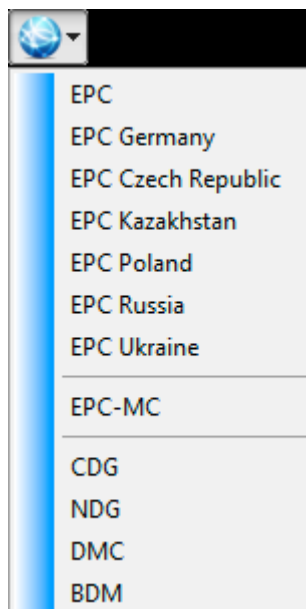 EPC
EPC Germany
EPC Czech Republic
EPC Kazakhstan
EPC Poland
EPC Russia
EPC Ukraine
EPC-MC
CDG
NDG
DMC
BDM